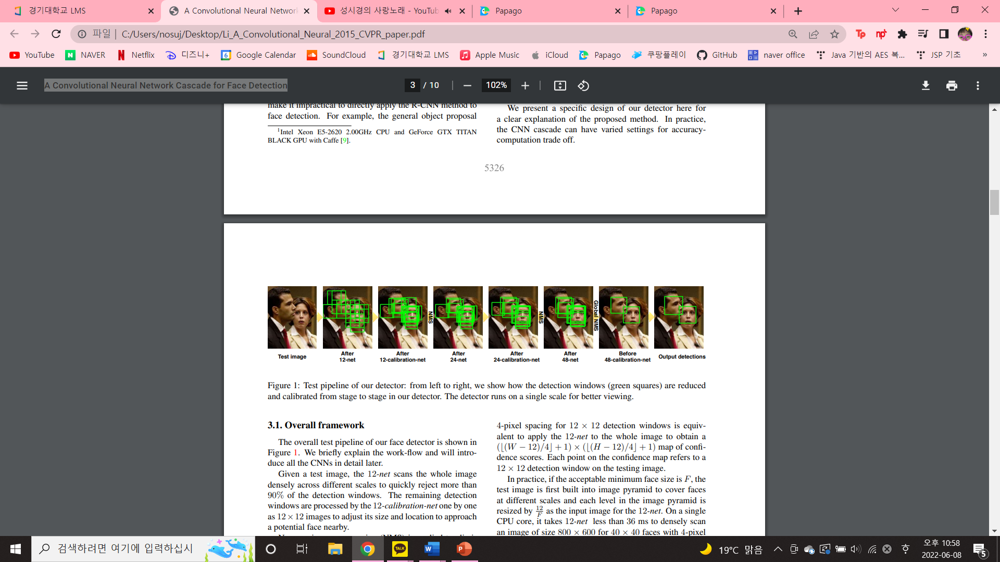 경기대학교 LMS
A Convolutional Neural Network
성시경의 사랑노래 - YouTub
Papago
Papago
파일 | C:/Users/nosuj/Desktop/Li_A_Convolutional_Neural_2015_CVPR_paper.pdf
YouTube NAVER Netflix 디즈니+ Google Calendar SoundCloud 경기대학교 LMS Apple Music iCloud Papago 쿠팡플레이 GitHub naver office Java 기반의 AES 복... JSP 기초 »
A Convolutional Neural Network Cascade for Face Detection
3 / 10
102%
make it impractical to directly apply the R-CNN method to
face detection. For example, the general object proposal
1Intel Xeon E5-2620 2.00GHz CPU and GeForce GTX TITAN
BLACK GPU with Caffe [9].
We present a specific design of our detector here for
a clear explanation of the proposed method. In practice,
the CNN cascade can have varied settings for accuracy-
computation trade off.
5326
NMS
NMS
Global NMS
Test image
After
12-net
After
12-calibration-net
After
24-net
After
24-calibration-net
After
48-net
Before
48-calibration-net
Output detections
Figure 1: Test pipeline of our detector: from left to right, we show how the detection windows (green squares) are reduced
and calibrated from stage to stage in our detector. The detector runs on a single scale for better viewing.
3.1. Overall framework
The overall test pipeline of our face detector is shown in
Figure 1. We briefly explain the work-flow and will intro-
duce all the CNNs in detail later.
Given a test image, the 12-net scans the whole image
densely across different scales to quickly reject more than
90% of the detection windows. The remaining detection
windows are processed by the 12-calibration-net one by one
as 12 × 12 images to adjust its size and location to approach
a potential face nearby.
4-pixel spacing for 12 × 12 detection windows is equiv-
alent to apply the 12-net to the whole image to obtain a
(⌊(W − 12)/4⌋ + 1) × (⌊(H − 12)/4⌋ + 1) map of confi-
dence scores. Each point on the confidence map refers to a
12 × 12 detection window on the testing image.
In practice, if the acceptable minimum face size is F, the
test image is first built into image pyramid to cover faces
at different scales and each level in the image pyramid is
resized by 12/F as the input image for the 12-net. On a single
CPU core, it takes 12-net less than 36 ms to densely scan
an image of size 800 × 600 for 40 × 40 faces with 4-pixel
검색하려면 여기에 입력하십시
TALK
19°C 맑음
오후 10:58
2022-06-08
5